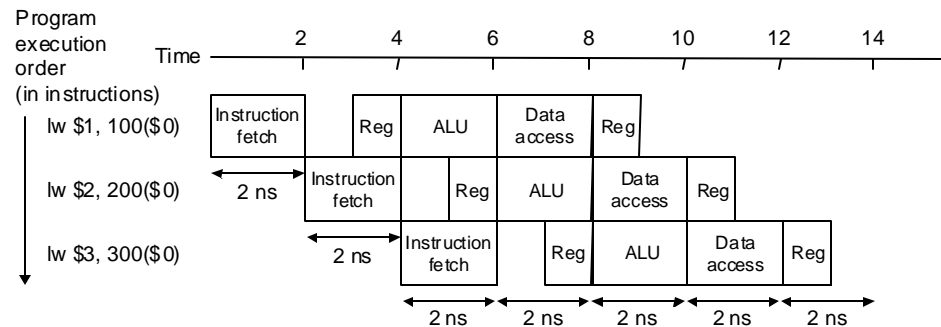 Program
execution
order
(in instructions)
Time
2 4 6 8 10 12 14
lw $1, 100($0)
Instruction
fetch
Reg
ALU
Data
access
Reg
lw $2, 200($0)
2 ns
Instruction
fetch
Reg
ALU
Data
access
Reg
lw $3, 300($0)
2 ns
Instruction
fetch
Reg
ALU
Data
access
Reg
2 ns 2 ns 2 ns 2 ns 2 ns